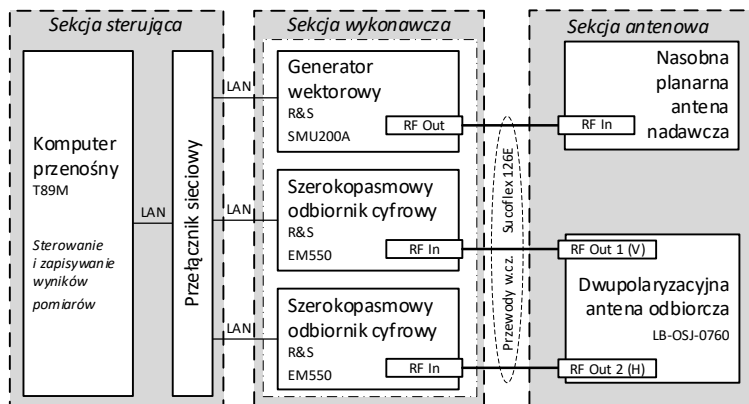 Sekcja sterująca
Komputer
przenośny
T89M
Sterowanie
i zapisywanie
wyników
pomiarów
LAN
Przełącznik sieciowy
LAN
LAN
LAN
Sekcja wykonawcza
Generator
wektorowy
R&S
SMU200A
RF Out
Szerokopasmowy
odbiornik cyfrowy
R&S
EM550
RF In
Szerokopasmowy
odbiornik cyfrowy
R&S
EM550
RF In
Przewody w.cz. Sucoflex 126E
Sekcja antenowa
Nasobna
planarna
antena
nadawcza
RF In
RF Out 1 (V)
Dwupolaryzacyjna
antena odbiorcza
LB-OSJ-0760
RF Out 2 (H)